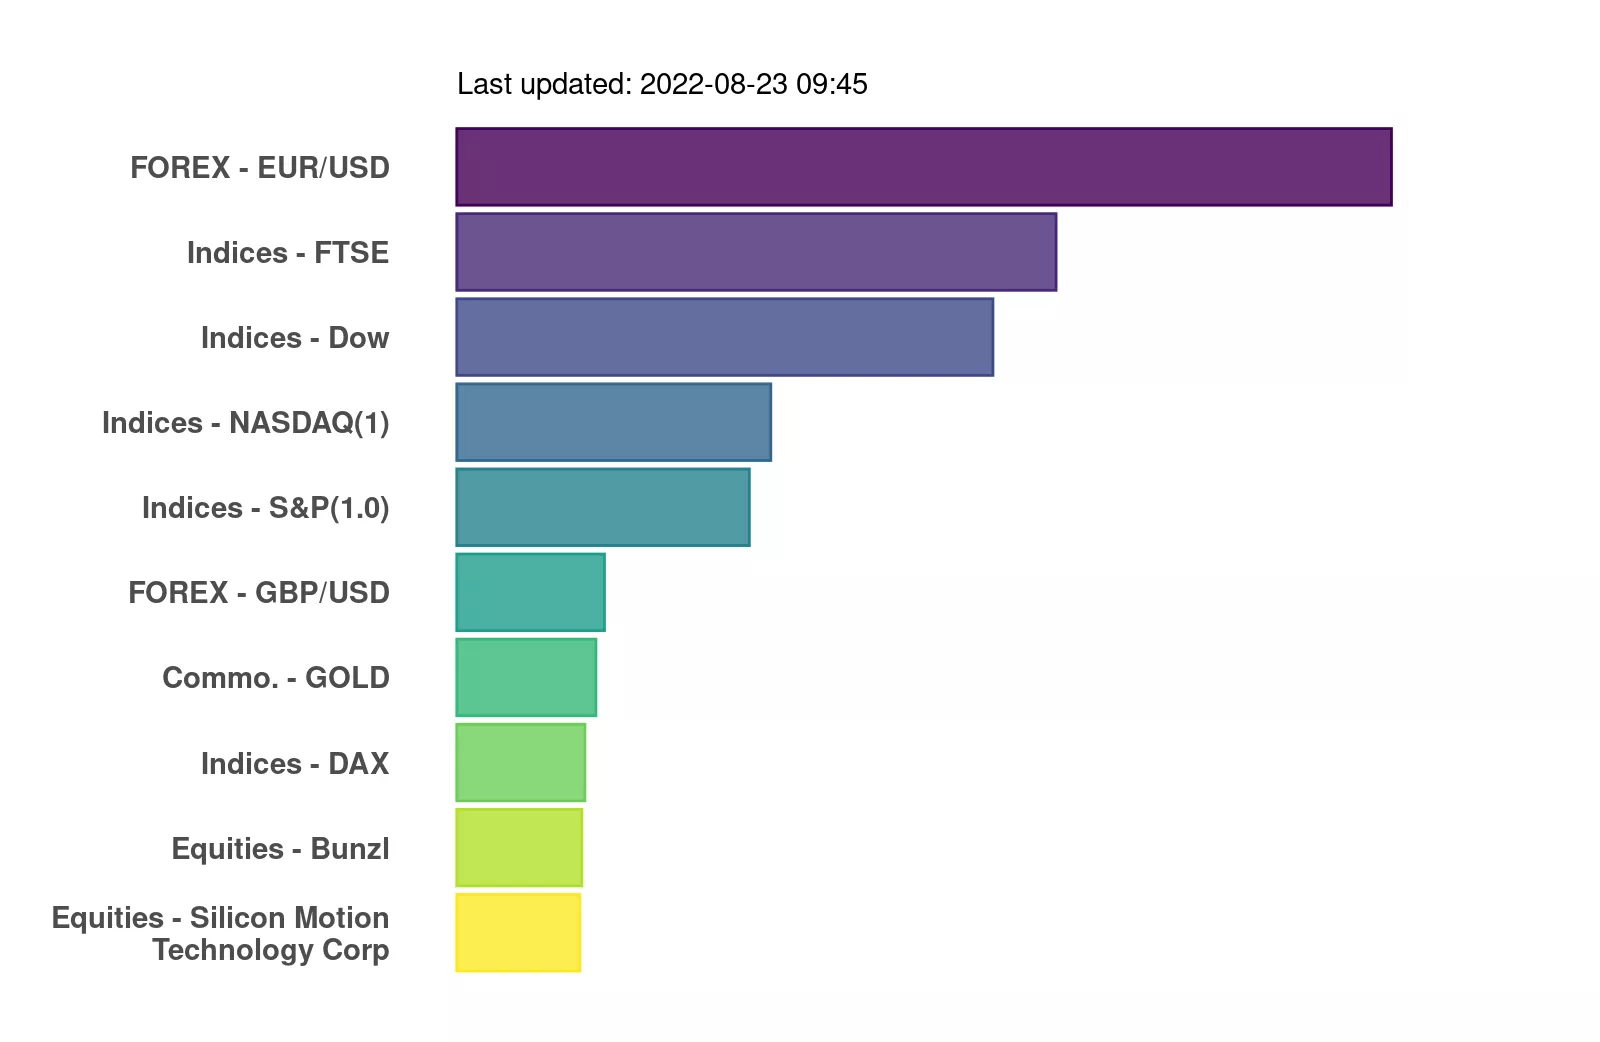 Last updated: 2022-08-23 09:45
FOREX - EUR/USD
Indices - FTSE
Indices - Dow
Indices - NASDAQ(1)
Indices - S&P(1.0)
FOREX - GBP/USD
Commo. - GOLD
Indices - DAX
Equities - Bunzl
Equities - Silicon Motion
Technology Corp